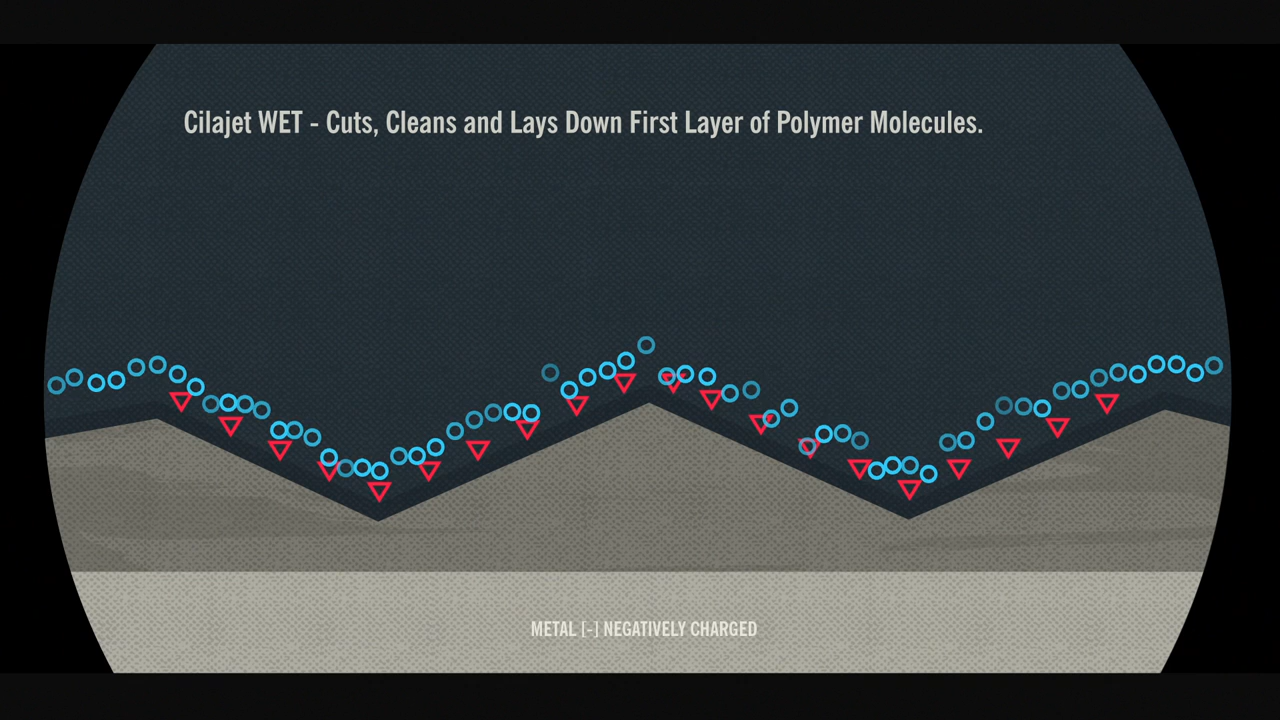 Cilajet WET - Cuts, Cleans and Lays Down First Layer of Polymer Molecules.
METAL [-] NEGATIVELY CHARGED